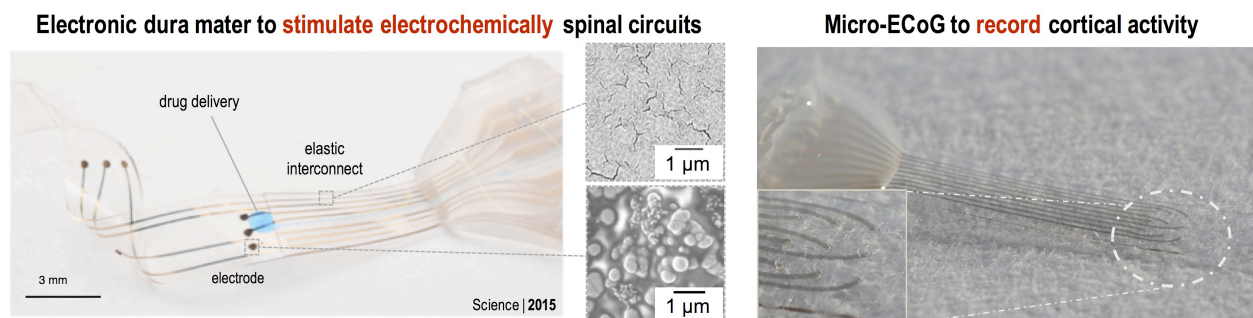 Electronic dura mater to stimulate electrochemically spinal circuits
drug delivery
elastic
interconnect
electrode
3 mm
Science | 2015
1 µm
1 µm
Micro-ECoG to record cortical activity